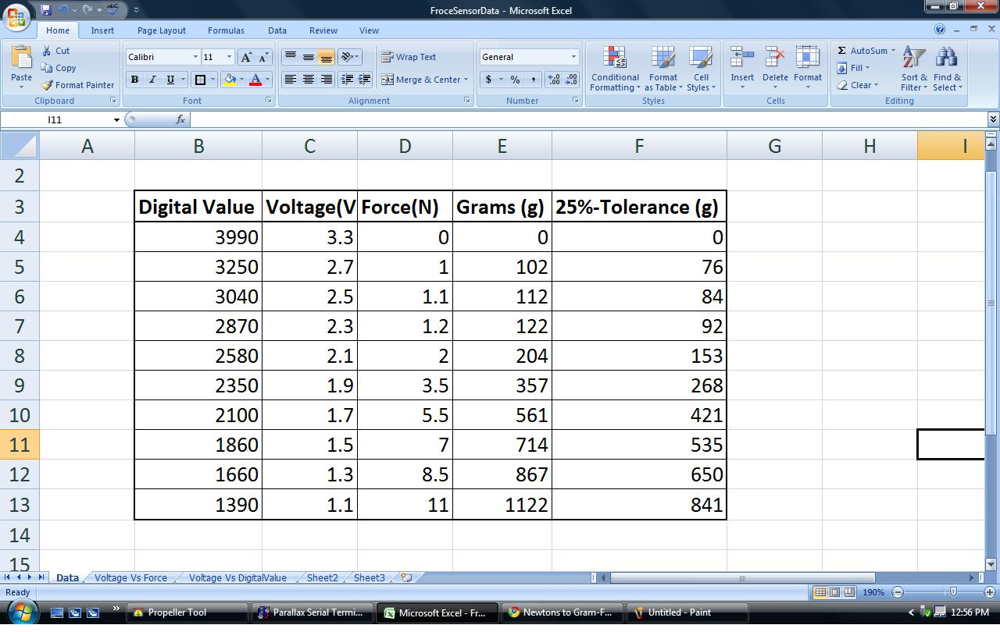 FroceSensorData - Microsoft Excel
Home Insert Page Layout Formulas Data Review View
Cut
Copy
Format Painter
Paste
Clipboard
Calibri 11
B I U
Font
Wrap Text
Merge & Center
Alignment
General
$ % ,
Number
Conditional Formatting
Format as Table
Cell Styles
Styles
Insert Delete Format
Cells
Σ AutoSum
Fill
Clear
Sort & Filter
Find & Select
Editing
I11 fx
A B C D E F G H I
2
3 Digital Value Voltage(V Force(N) Grams (g) 25%-Tolerance (g)
4 3990 3.3 0 0 0
5 3250 2.7 1 102 76
6 3040 2.5 1.1 112 84
7 2870 2.3 1.2 122 92
8 2580 2.1 2 204 153
9 2350 1.9 3.5 357 268
10 2100 1.7 5.5 561 421
11 1860 1.5 7 714 535
12 1660 1.3 8.5 867 650
13 1390 1.1 11 1122 841
14
15
Data Voltage Vs Force Voltage Vs DigitalValue Sheet2 Sheet3
Ready 190%
Propeller Tool Parallax Serial Termi... Microsoft Excel - Fr... Newtons to Gram-F... Untitled - Paint 12:56 PM